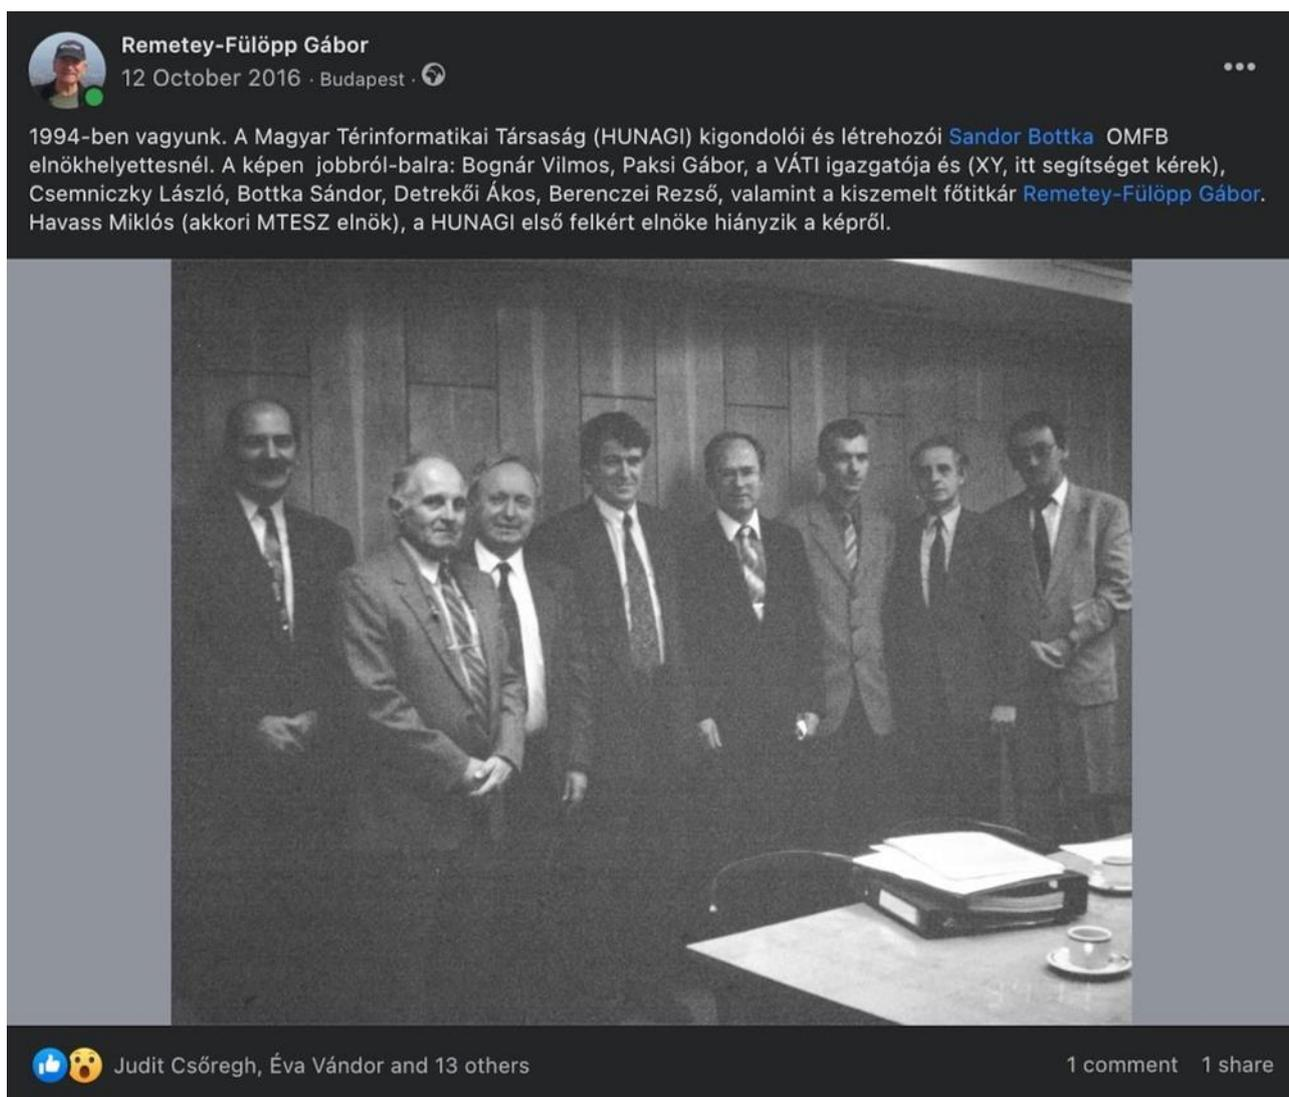 Remetey-Fülöpp Gábor
12 October 2016 · Budapest ·
1994-ben vagyunk. A Magyar Térinformatikai Társaság (HUNAGI) kigondolói és létrehozói Sandor Bottka OMFB
elnökhelyettesnél. A képen jobbról-balra: Bognár Vilmos, Paksi Gábor, a VÁTI igazgatója és (XY, itt segítséget kérek),
Csemniczky László, Bottka Sándor, Detrekői Ákos, Berenczei Rezső, valamint a kiszemelt főtitkár Remetey-Fülöpp Gábor.
Havass Miklós (akkori MTESZ elnök), a HUNAGI első felkért elnöke hiányzik a képről.
Judit Csőregh, Éva Vándor and 13 others
1 comment 1 share